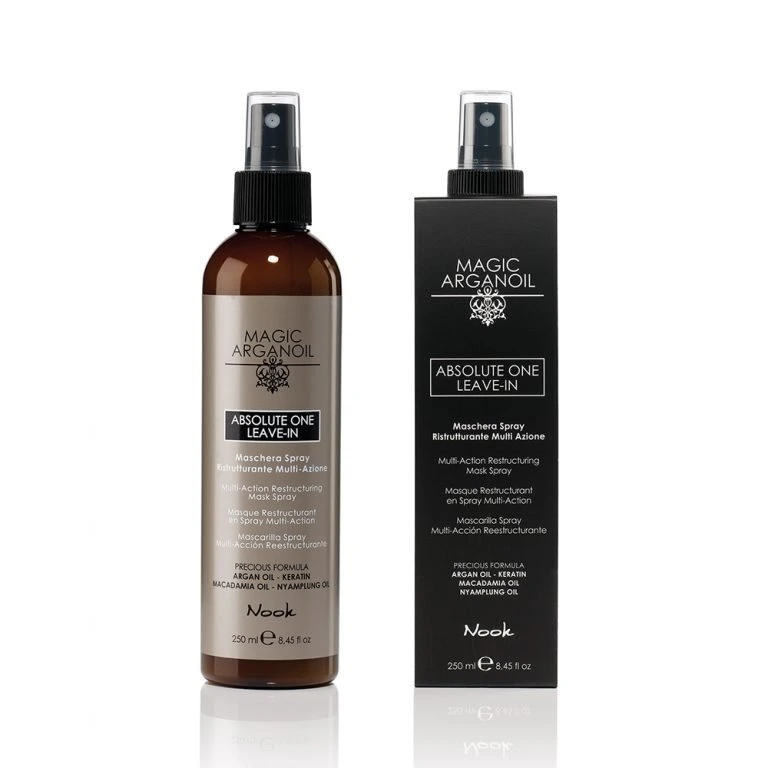 MAGIC
ARGANOIL
ABSOLUTE ONE
LEAVE-IN
Maschera Spray
Ristrutturante Multi-Azione
Multi-Action Restructuring
Mask Spray
Masque Restructurant
en Spray Multi-Action
Mascarilla Spray
Multi-Acción Reestructurante
PRECIOUS FORMULA
ARGAN OIL - KERATIN
MACADAMIA OIL - NYAMPLUNG OIL
Nook
250 ml e 8,45 fl oz
MAGIC
ARGANOIL
ABSOLUTE ONE
LEAVE-IN
Maschera Spray
Ristrutturante Multi Azione
Multi-Action Restructuring
Mask Spray
Masque Restructurant
en Spray Multi-Action
Mascarilla Spray
Multi-Acción Reestructurante
PRECIOUS FORMULA
ARGAN OIL - KERATIN
MACADAMIA OIL
NYAMPLUNG OIL
Nook
250 ml e 8,45 fl oz